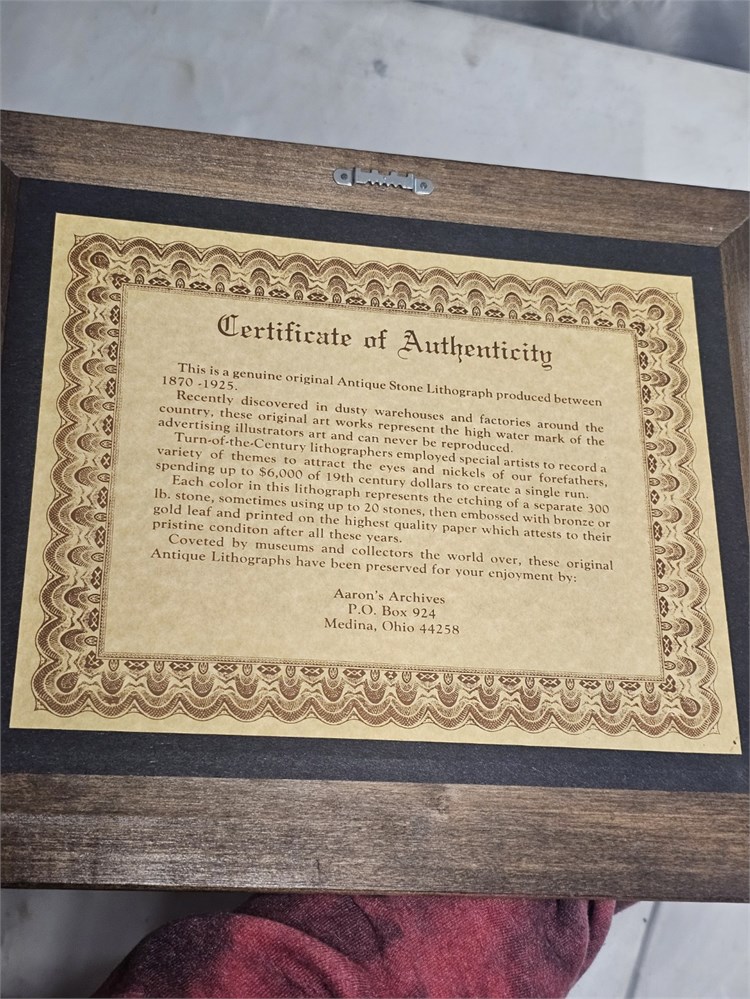 Certificate of Authenticity
This is a genuine original Antique Stone Lithograph produced between
1870 -1925.
Recently discovered in dusty warehouses and factories around the
country, these original art works represent the high water mark of the
advertising illustrators art and can never be reproduced.
Turn-of-the-Century lithographers employed special artists to record a
variety of themes to attract the eyes and nickels of our forefathers,
spending up to $6,000 of 19th century dollars to create a single run.
Each color in this lithograph represents the etching of a separate 300
lb. stone, sometimes using up to 20 stones, then embossed with bronze or
gold leaf and printed on the highest quality paper which attests to their
pristine conditon after all these years.
Coveted by museums and collectors the world over, these original
Antique Lithographs have been preserved for your enjoyment by:
Aaron's Archives
P.O. Box 924
Medina, Ohio 44258